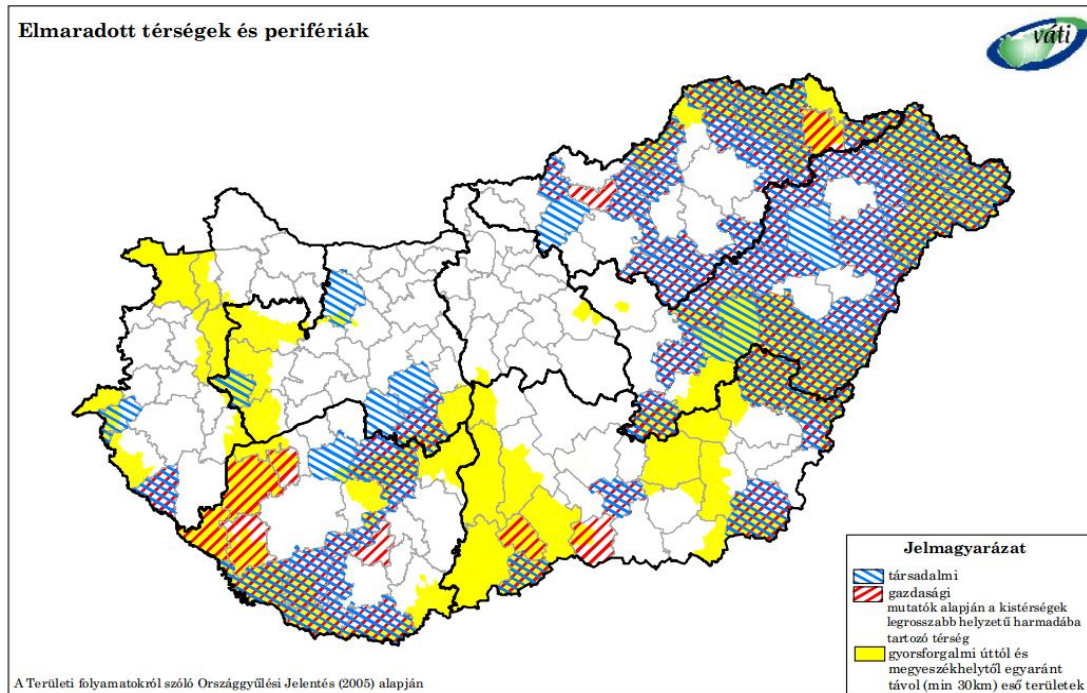 Elmaradott térségek és perifériák
váti
Jelmagyarázat
társadalmi
gazdasági
mutatók alapján a kistérségek
legrosszabb helyzetű harmadába
tartozó térség
gyorsforgalmi úttól és
megyeszékhelytől egyaránt
távol (min 30km) eső területek
A Területi folyamatokról szóló Országgyűlési Jelentés (2005) alapján